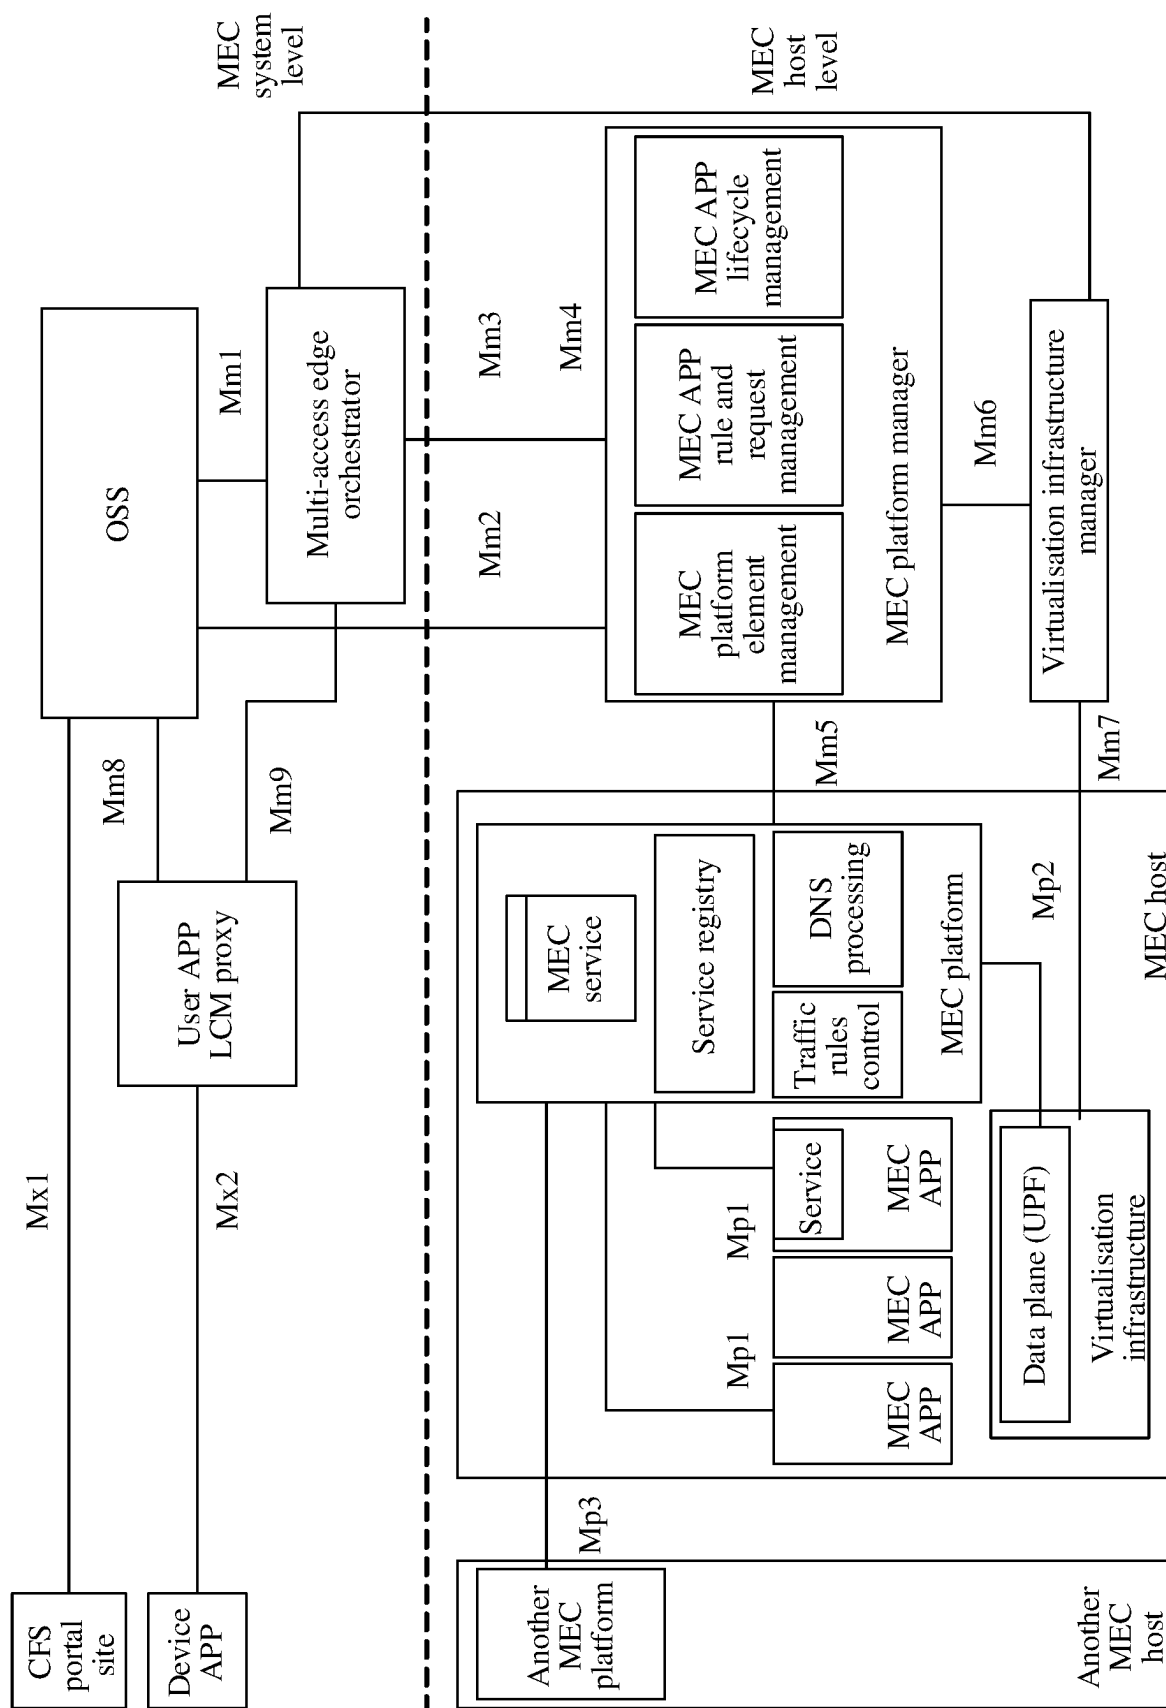 CFS
portal
site
Mx1
OSS
Device
APP
Mx2
User APP
LCM proxy
Mm8
Mm9
Mm1
Multi-access edge
orchestrator
MEC
system
level
Mm2
Mm3
Mm4
MEC
host
level
Another
MEC
platform
Mp3
Another
MEC
host
MEC
service
Service registry
Traffic
rules
control
DNS
processing
MEC platform
Mp1
Mp1
MEC
APP
MEC
APP
Service
MEC
APP
Mp2
Data plane (UPF)
Virtualisation
infrastructure
MEC host
Mm5
MEC
platform
element
management
MEC APP
rule and
request
management
MEC APP
lifecycle
management
MEC platform manager
Mm6
Mm7
Virtualisation infrastructure
manager